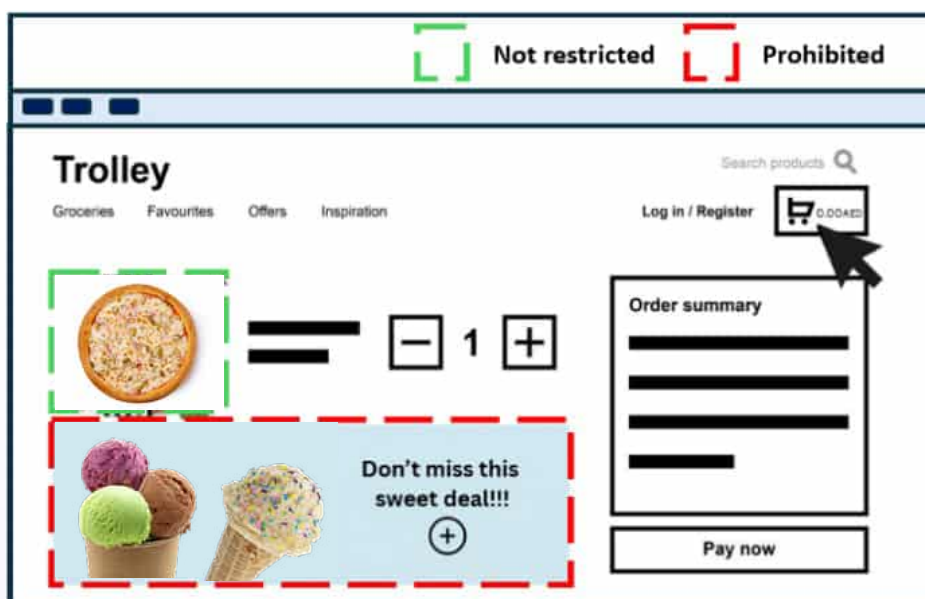 Not restricted Prohibited
Trolley
Search products
Groceries Favourites Offers Inspiration
Log in / Register
0.00AED
Order summary
1
Don't miss this
sweet deal!!!
Pay now